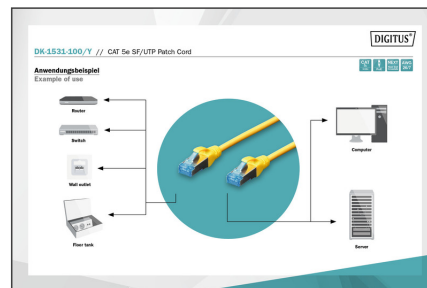 DIGITUS®
DK-1531-100/Y // CAT 5e SF/UTP Patch Cord
Anwendungsbeispiel
Example of use
CAT
Router
Switch
Wall outlet
Floor tank
Computer
Server